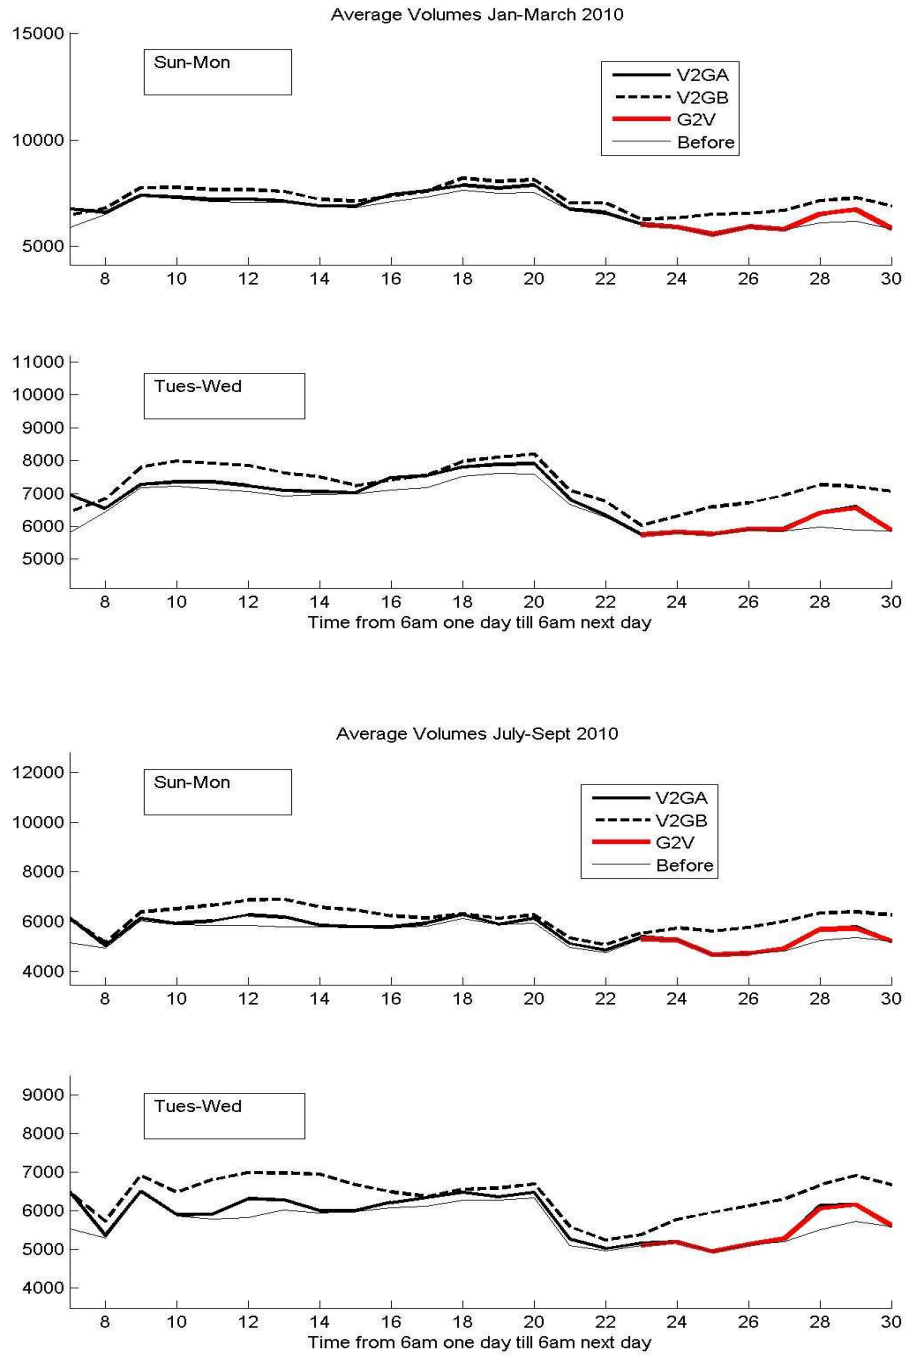 Average Volumes Jan-March 2010
15000
10000
5000
Sun-Mon
V2GA
V2GB
G2V
Before
8 10 12 14 16 18 20 22 24 26 28 30
11000
10000
9000
8000
7000
6000
5000
Tues-Wed
8 10 12 14 16 18 20 22 24 26 28 30
Time from 6am one day till 6am next day
Average Volumes July-Sept 2010
12000
10000
8000
6000
4000
Sun-Mon
V2GA
V2GB
G2V
Before
8 10 12 14 16 18 20 22 24 26 28 30
9000
8000
7000
6000
5000
4000
Tues-Wed
8 10 12 14 16 18 20 22 24 26 28 30
Time from 6am one day till 6am next day